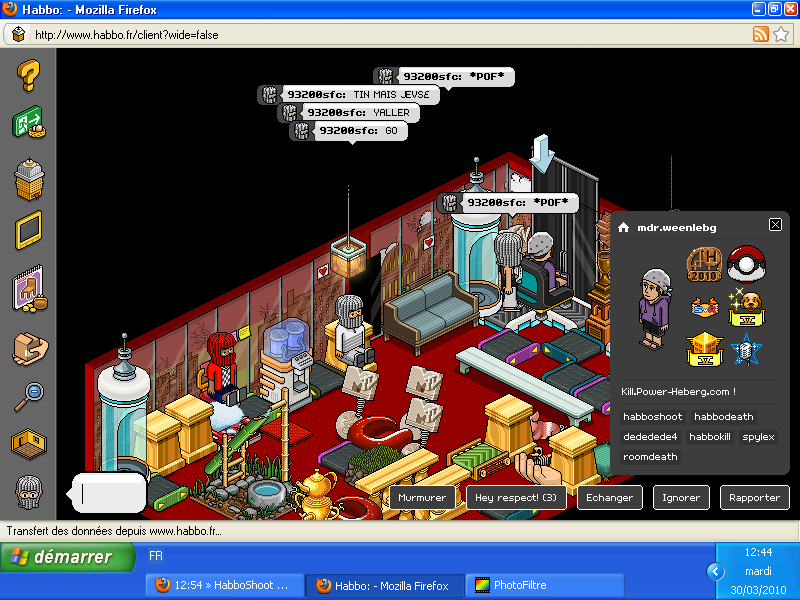 Habbo: - Mozilla Firefox
http://www.habbo.fr/client?wide=false
93200sfc: *POF*
93200sfc: TIN MAIS JEVSE
93200sfc: YALLER
93200sfc: GO
93200sfc: *POF*
mdr.weenlebg
AH
2010
Kill.Power-Heberg.com !
habboshoot habbodeath
dededede4 habbokill spylex
roomdeath
Murmurer
Hey respect! (3)
Echanger
Ignorer
Rapporter
Transfert des données depuis www.habbo.fr...
démarrer
FR
12:54 » HabboShoot ...
Habbo: - Mozilla Firefox
PhotoFiltre
12:44
mardi
30/03/2010